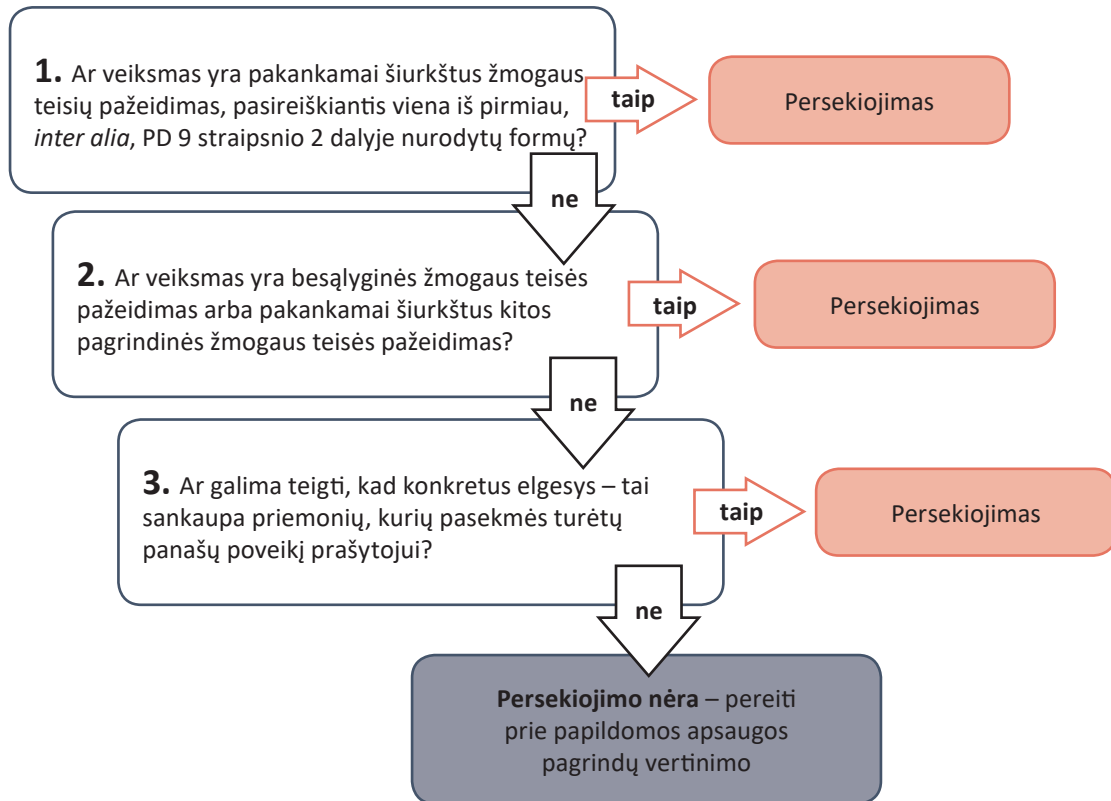 1. Ar veiksmas yra pakankamai šiurkštus žmogaus
teisių pažeidimas, pasireiškiantis viena iš pirmiau,
inter alia, PD 9 straipsnio 2 dalyje nurodytų formų?
taip
Persekiojimas
ne
2. Ar veiksmas yra besąlyginės žmogaus teisės
pažeidimas arba pakankamai šiurkštus kitos
pagrindinės žmogaus teisės pažeidimas?
taip
Persekiojimas
ne
3. Ar galima teigti, kad konkretus elgesys – tai
sankaupa priemonių, kurių pasekmės turėtų
panašų poveikį prašytojui?
taip
Persekiojimas
ne
Persekiojimo nėra – pereiti
prie papildomos apsaugos
pagrindų vertinimo